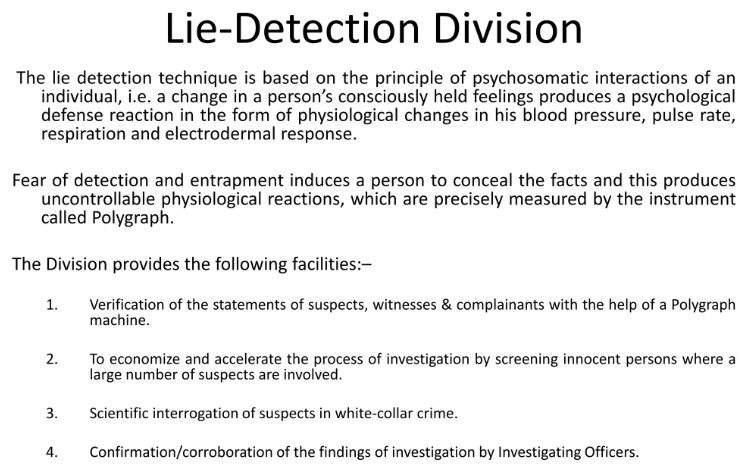 Lie-Detection Division
The lie detection technique is based on the principle of psychosomatic interactions of an
individual, i.e. a change in a person’s consciously held feelings produces a psychological
defense reaction in the form of physiological changes in his blood pressure, pulse rate,
respiration and electrodermal response.
Fear of detection and entrapment induces a person to conceal the facts and this produces
uncontrollable physiological reactions, which are precisely measured by the instrument
called Polygraph.
The Division provides the following facilities:–
1. Verification of the statements of suspects, witnesses & complainants with the help of a Polygraph
machine.
2. To economize and accelerate the process of investigation by screening innocent persons where a
large number of suspects are involved.
3. Scientific interrogation of suspects in white-collar crime.
4. Confirmation/corroboration of the findings of investigation by Investigating Officers.